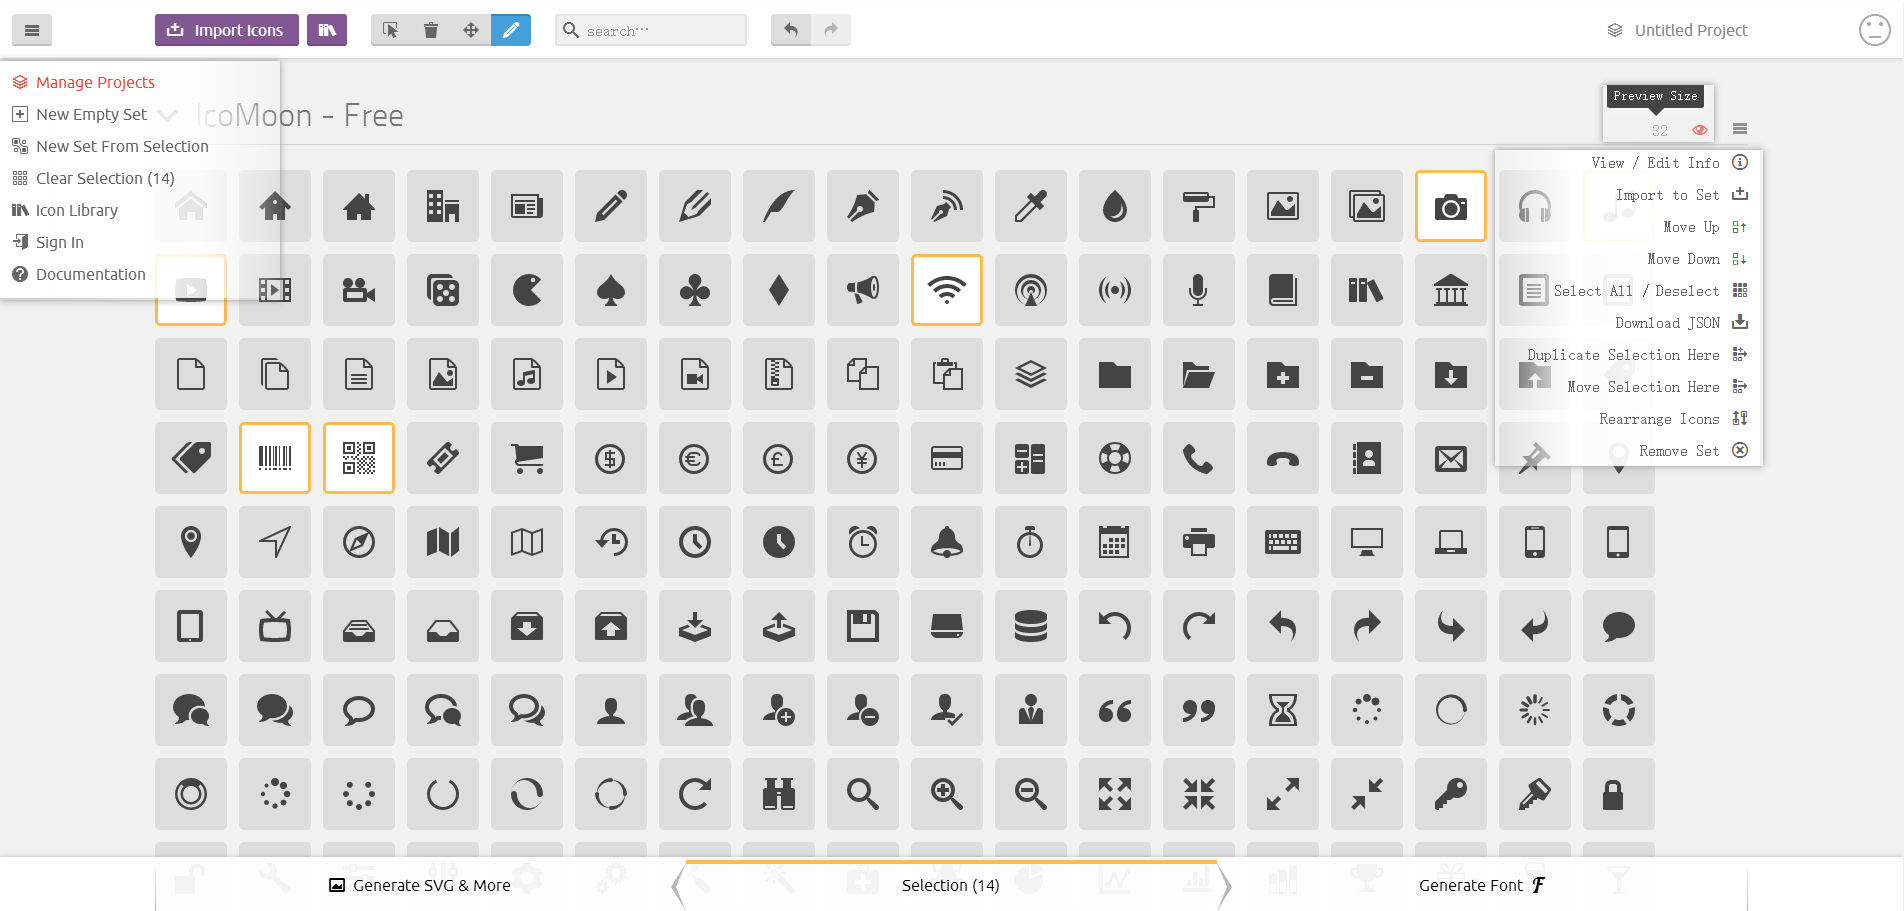 Import Icons
search...
Untitled Project
Manage Projects
New Empty Set
New Set From Selection
Clear Selection (14)
Icon Library
Sign In
Documentation
IcoMoon - Free
Preview Size
32
View / Edit Info
Import to Set
Move Up
Move Down
Select All / Deselect
Download JSON
Duplicate Selection Here
Move Selection Here
Rearrange Icons
Remove Set
Generate SVG & More
Selection (14)
Generate Font